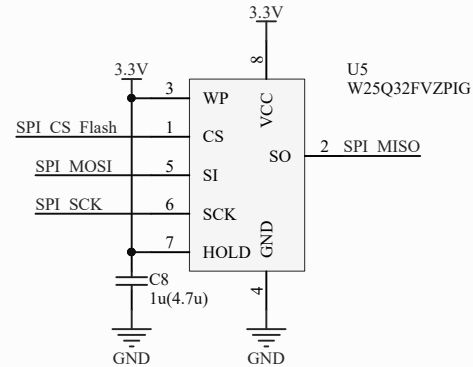 3.3V
8
3.3V
U5
W25Q32FVZPIG
3
WP
VCC
SPI_CS_Flash
1
CS
SO
2
SPI_MISO
SPI_MOSI
5
SI
SPI_SCK
6
SCK
7
HOLD
GND
C8
1u(4.7u)
4
GND
GND